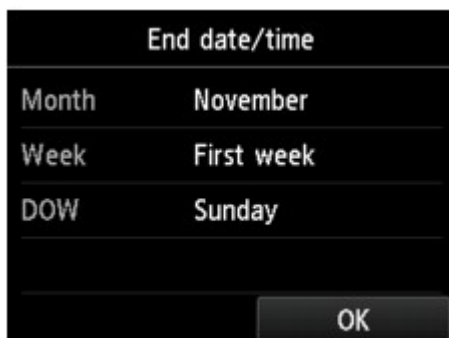 End date/time
Month November
Week First week
DOW Sunday
OK